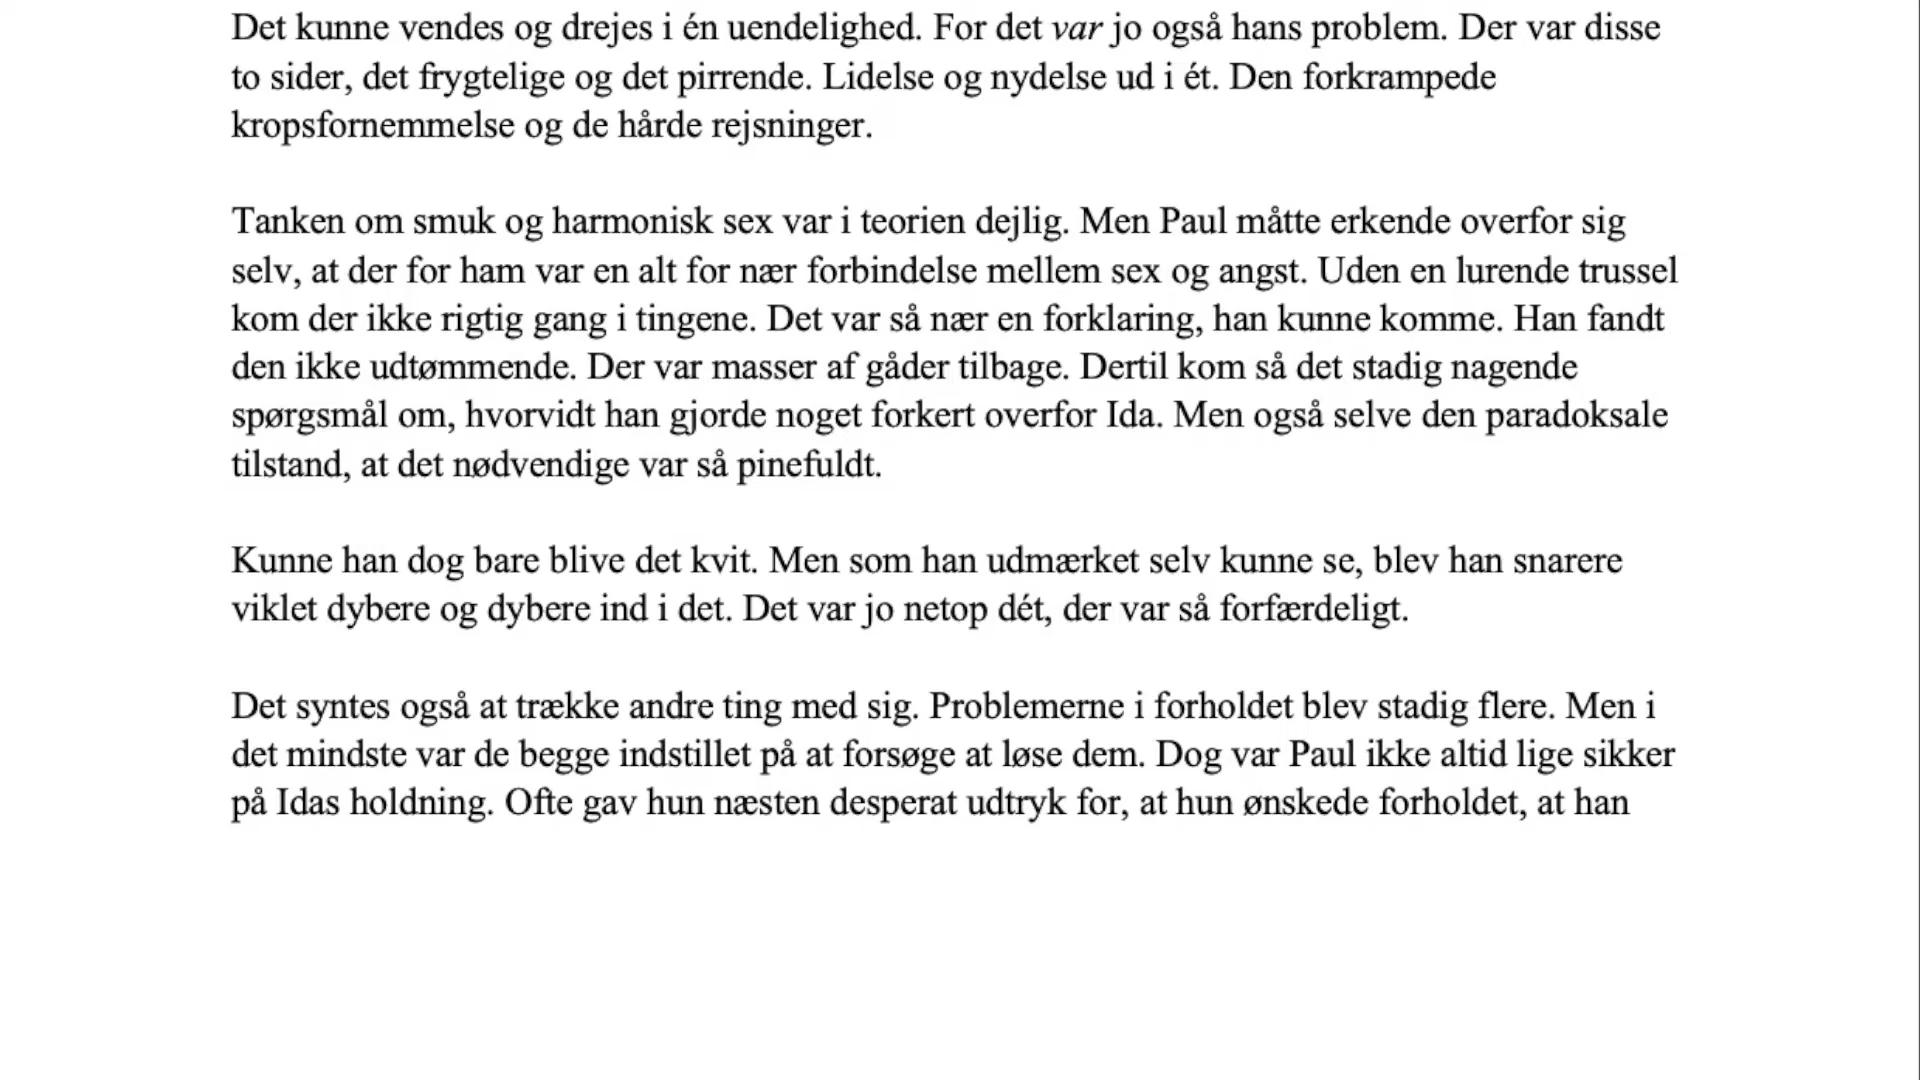 Det kunne vendes og drejes i én uendelighed. For det var jo også hans problem. Der var disse
to sider, det frygtelige og det pirrende. Lidelse og nydelse ud i ét. Den forkrampede
kropsfornemmelse og de hårde rejsninger.
Tanken om smuk og harmonisk sex var i teorien dejlig. Men Paul måtte erkende overfor sig
selv, at der for ham var en alt for nær forbindelse mellem sex og angst. Uden en lurende trussel
kom der ikke rigtig gang i tingene. Det var så nær en forklaring, han kunne komme. Han fandt
den ikke udtømmende. Der var masser af gåder tilbage. Dertil kom så det stadig nagende
spørgsmål om, hvorvidt han gjorde noget forkert overfor Ida. Men også selve den paradoksale
tilstand, at det nødvendige var så pinefuldt.
Kunne han dog bare blive det kvit. Men som han udmærket selv kunne se, blev han snarere
viklet dybere og dybere ind i det. Det var jo netop dét, der var så forfærdeligt.
Det syntes også at trække andre ting med sig. Problemerne i forholdet blev stadig flere. Men i
det mindste var de begge indstillet på at forsøge at løse dem. Dog var Paul ikke altid lige sikker
på Idas holdning. Ofte gav hun næsten desperat udtryk for, at hun ønskede forholdet, at han